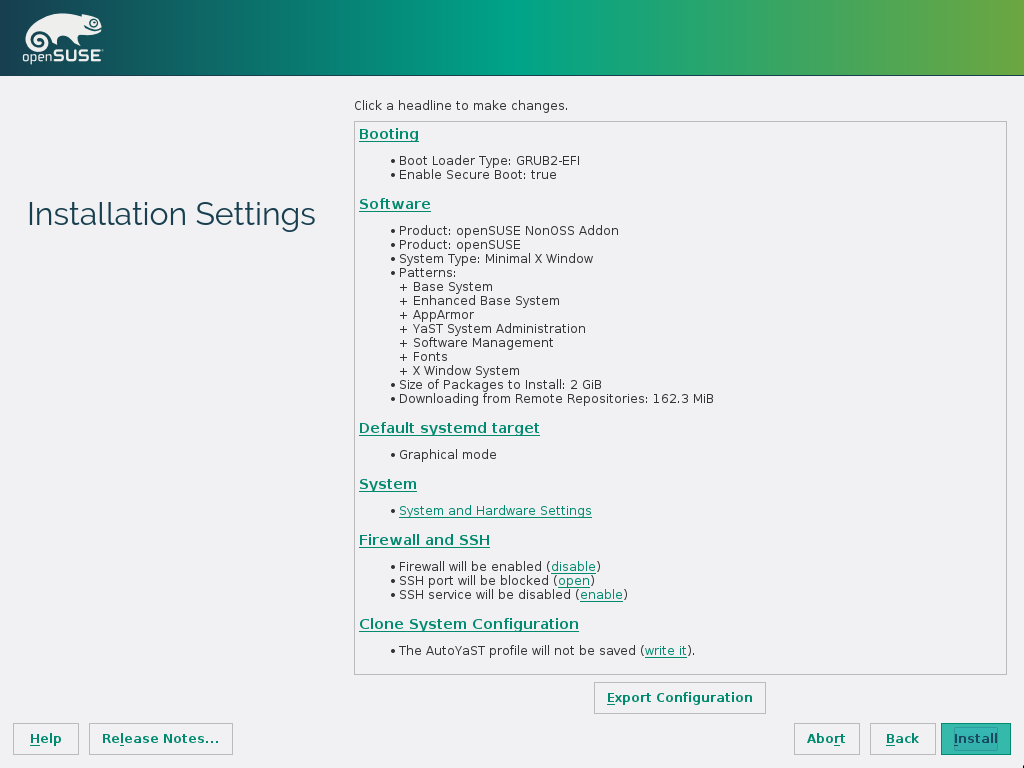 openSUSE
Click a headline to make changes.
Installation Settings
Booting
• Boot Loader Type: GRUB2-EFI
• Enable Secure Boot: true
Software
• Product: openSUSE NonOSS Addon
• Product: openSUSE
• System Type: Minimal X Window
• Patterns:
+ Base System
+ Enhanced Base System
+ AppArmor
+ YaST System Administration
+ Software Management
+ Fonts
+ X Window System
• Size of Packages to Install: 2 GiB
• Downloading from Remote Repositories: 162.3 MiB
Default systemd target
• Graphical mode
System
• System and Hardware Settings
Firewall and SSH
• Firewall will be enabled (disable)
• SSH port will be blocked (open)
• SSH service will be disabled (enable)
Clone System Configuration
• The AutoYaST profile will not be saved (write it).
Export Configuration
Help Release Notes... Abort Back Install